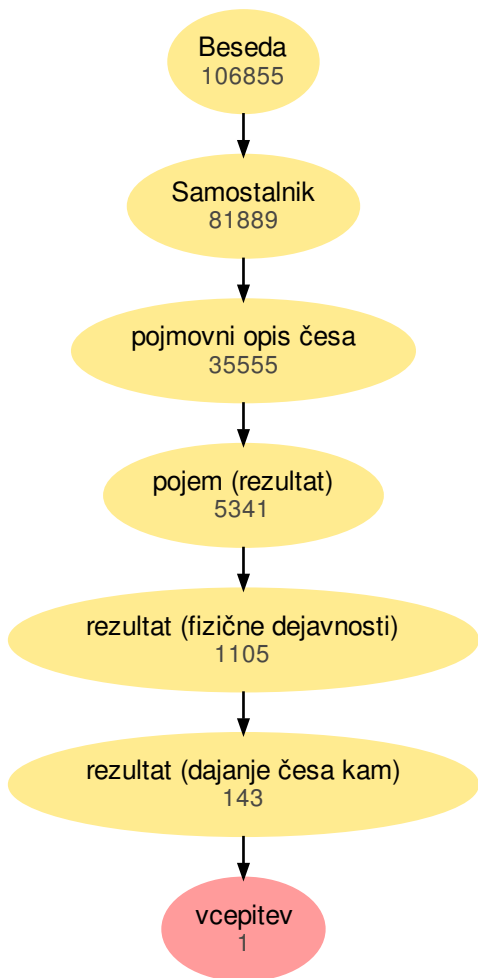 Beseda
106855
Samostalnik
81889
pojmovni opis česa
35555
pojem (rezultat)
5341
rezultat (fizične dejavnosti)
1105
rezultat (dajanje česa kam)
143
vcepitev
1